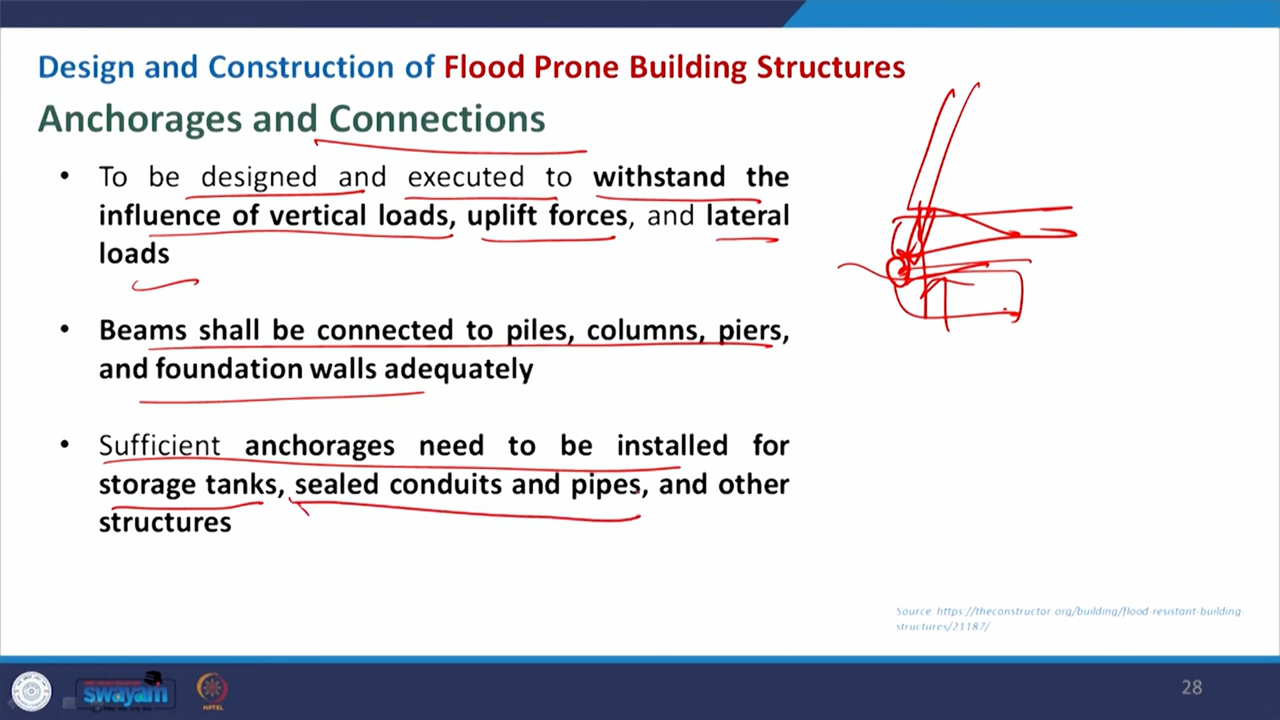 Design and Construction of Flood Prone Building Structures
Anchorages and Connections
• To be designed and executed to withstand the
influence of vertical loads, uplift forces, and lateral
loads
• Beams shall be connected to piles, columns, piers,
and foundation walls adequately
• Sufficient anchorages need to be installed for
storage tanks, sealed conduits and pipes, and other
structures
Source: https://theconstructor.org/building/flood-resistant-building-
structures/21187/
swayam
NPTEL
28